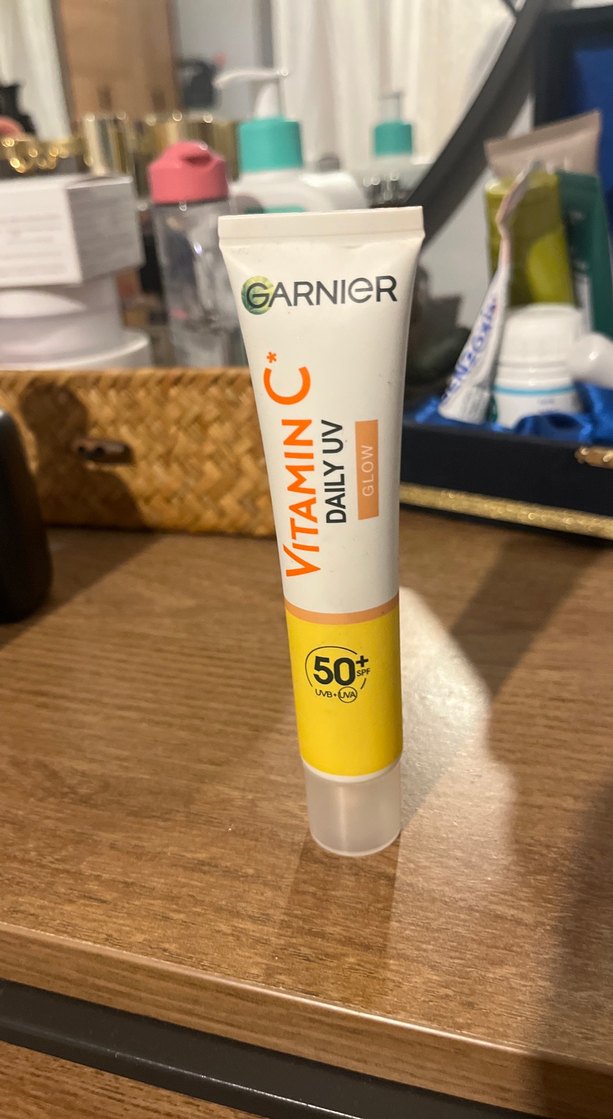 GARNIER
VITAMIN C*
DAILY UV
GLOW
50+
SPF
UVB+UVA